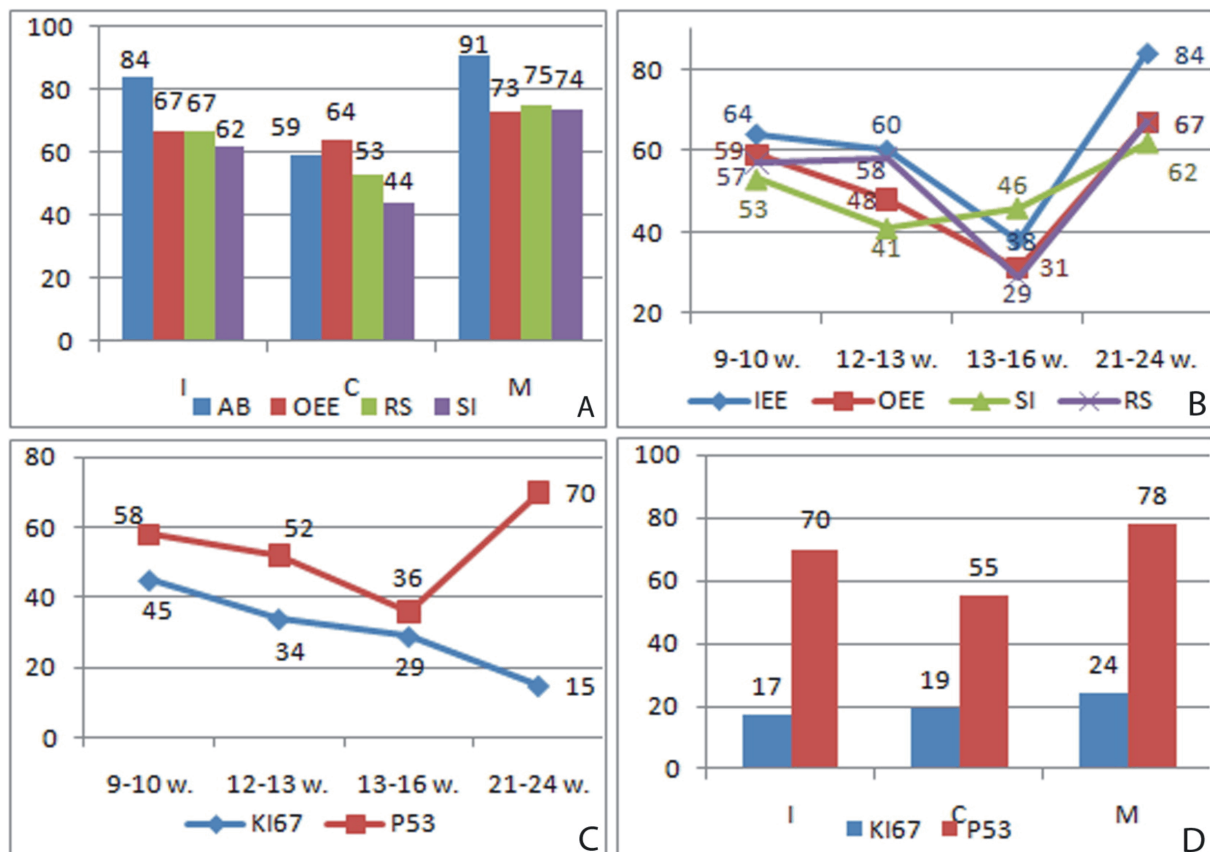 100
80
60
40
20
0
84
67
67
62
59
64
53
44
91
73
75
74
I
C
M
AB
OEE
RS
SI
A
80
60
40
20
64
59
57
53
60
58
48
41
46
38
31
29
84
67
62
9-10 w.
12-13 w.
13-16 w.
21-24 w.
IEE
OEE
SI
RS
B
80
60
40
20
0
58
45
52
34
36
29
70
15
9-10 w.
12-13 w.
13-16 w.
21-24 w.
KI67
P53
C
100
80
60
40
20
0
17
70
19
55
24
78
I
C
M
KI67
P53
D